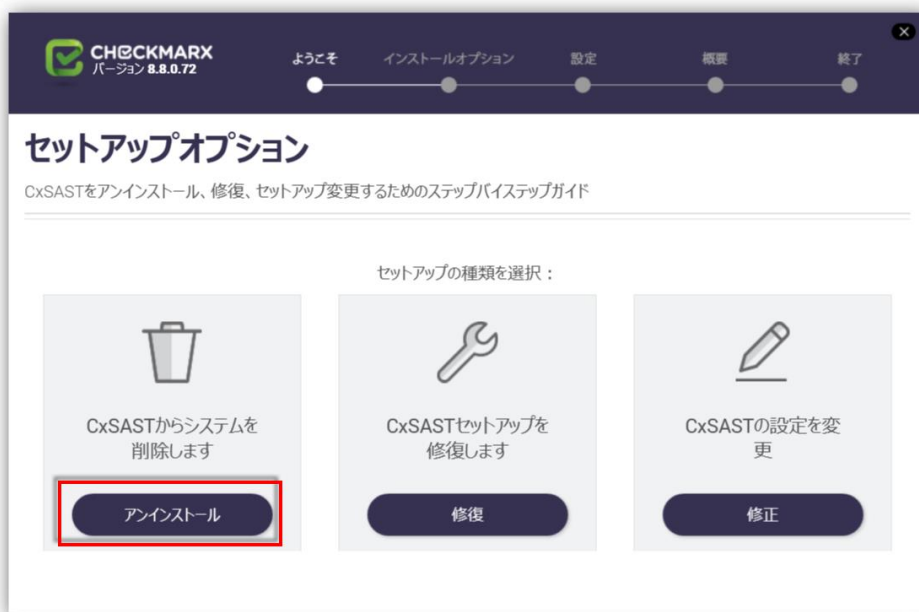 CHECKMARX
バージョン 8.8.0.72
ようこそ
インストールオプション
設定
概要
終了
セットアップオプション
CxSASTをアンインストール、修復、セットアップ変更するためのステップバイステップガイド
セットアップの種類を選択：
CxSASTからシステムを
削除します
アンインストール
CxSASTセットアップを
修復します
修復
CxSASTの設定を変
更
修正